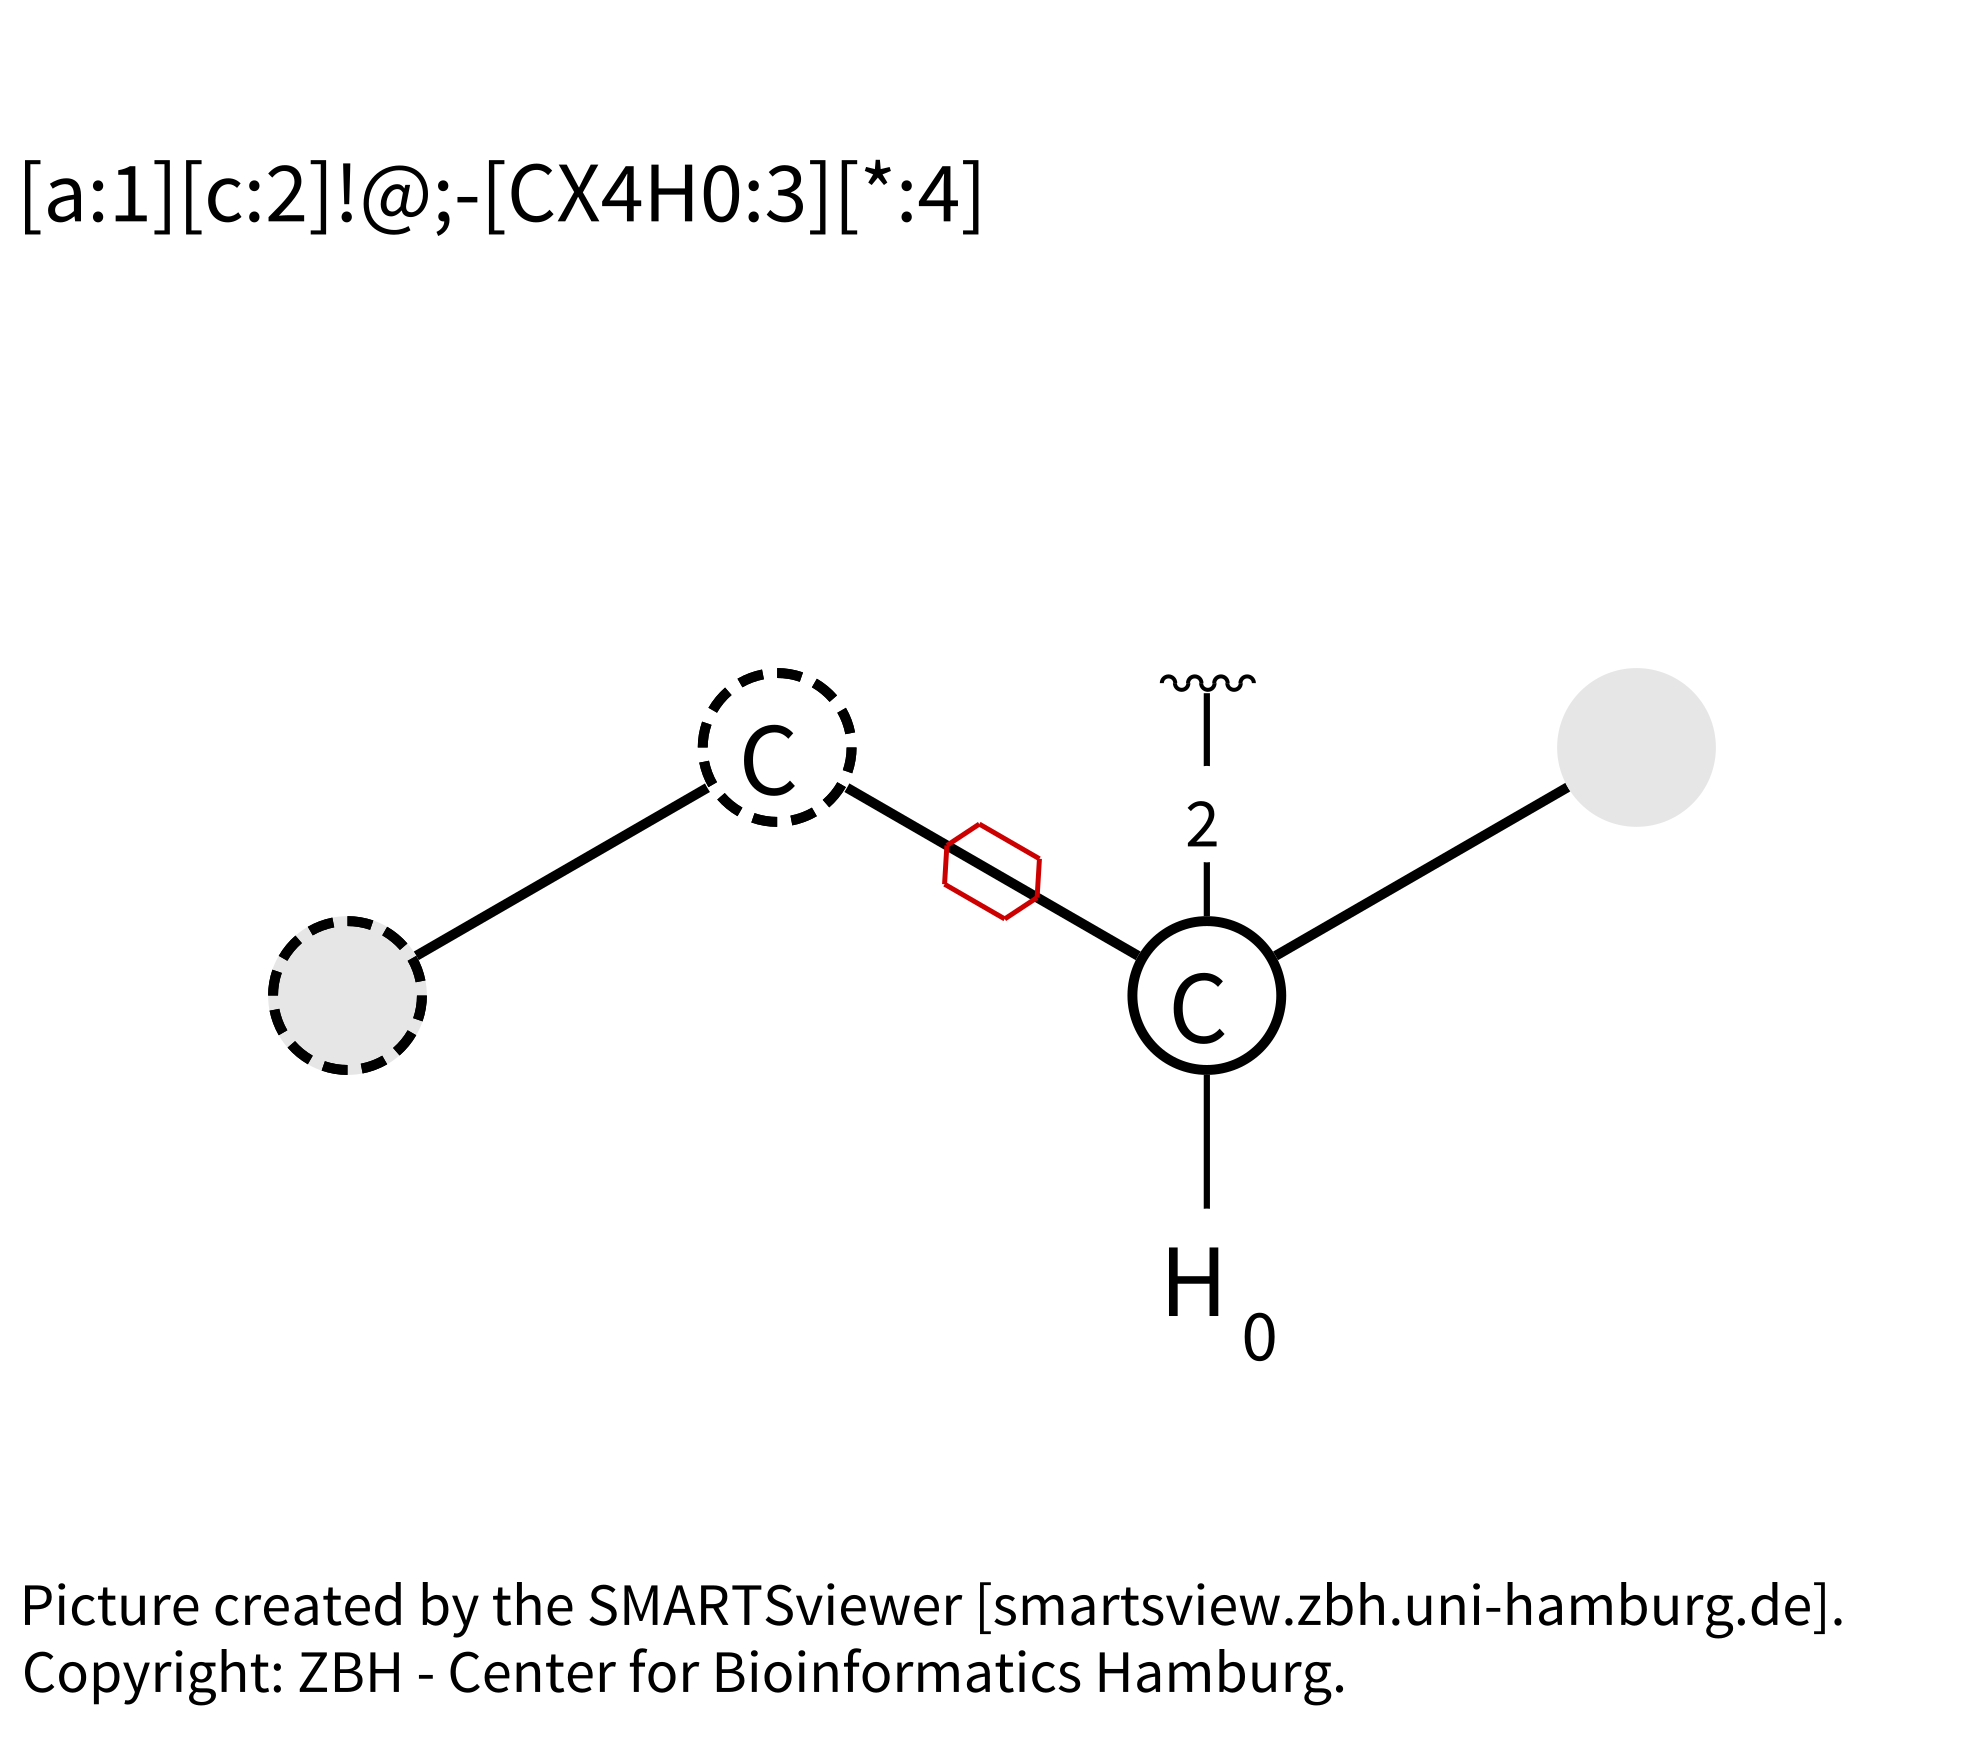 [a:1][c:2]!@;-[CX4H0:3][*:4]
C
2
C
H
0
Picture created by the SMARTSviewer [smartsview.zbh.uni-hamburg.de].
Copyright: ZBH - Center for Bioinformatics Hamburg.